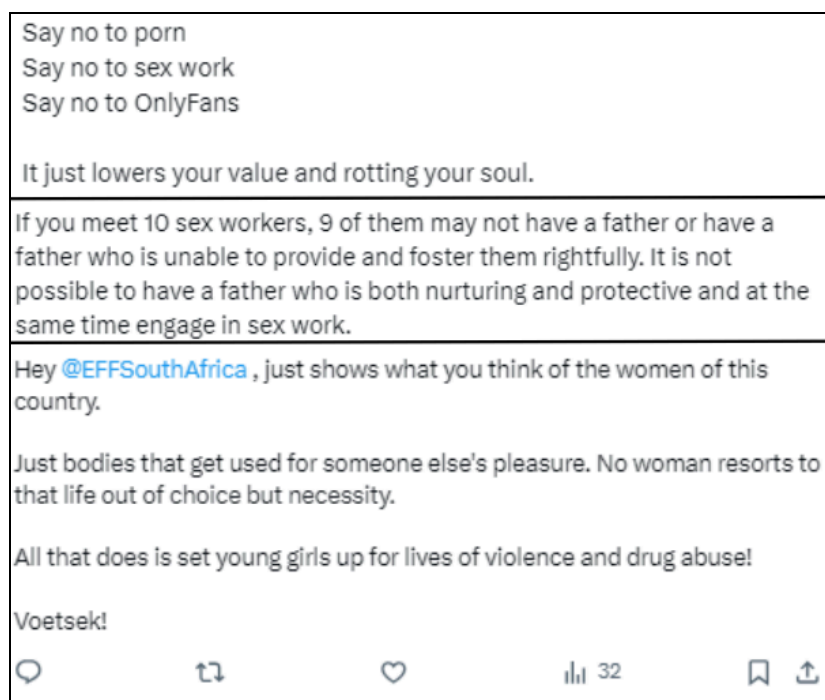 Say no to porn
Say no to sex work
Say no to OnlyFans
It just lowers your value and rotting your soul.
If you meet 10 sex workers, 9 of them may not have a father or have a
father who is unable to provide and foster them rightfully. It is not
possible to have a father who is both nurturing and protective and at the
same time engage in sex work.
Hey @EFFSouthAfrica , just shows what you think of the women of this
country.
Just bodies that get used for someone else's pleasure. No woman resorts to
that life out of choice but necessity.
All that does is set young girls up for lives of violence and drug abuse!
Voetsek!
32